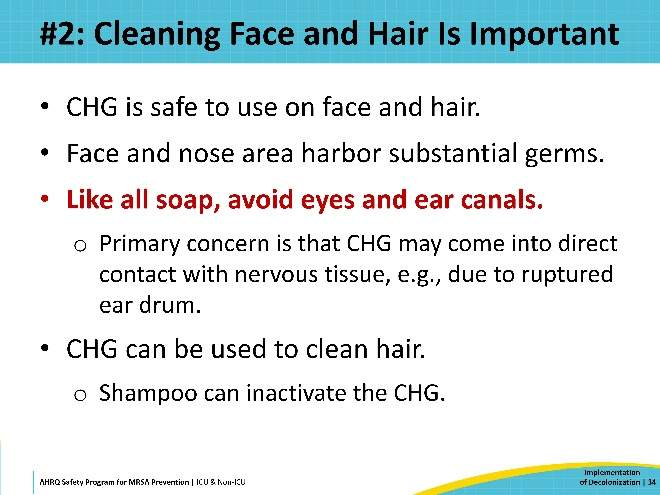 #2: Cleaning Face and Hair Is Important
• CHG is safe to use on face and hair.
• Face and nose area harbor substantial germs.
• Like all soap, avoid eyes and ear canals.
o Primary concern is that CHG may come into direct
contact with nervous tissue, e.g., due to ruptured
ear drum.
• CHG can be used to clean hair.
o Shampoo can inactivate the CHG.
AHRQ Safety Program for MRSA Prevention | ICU & Non-ICU
Implementation
of Decolonization | 34